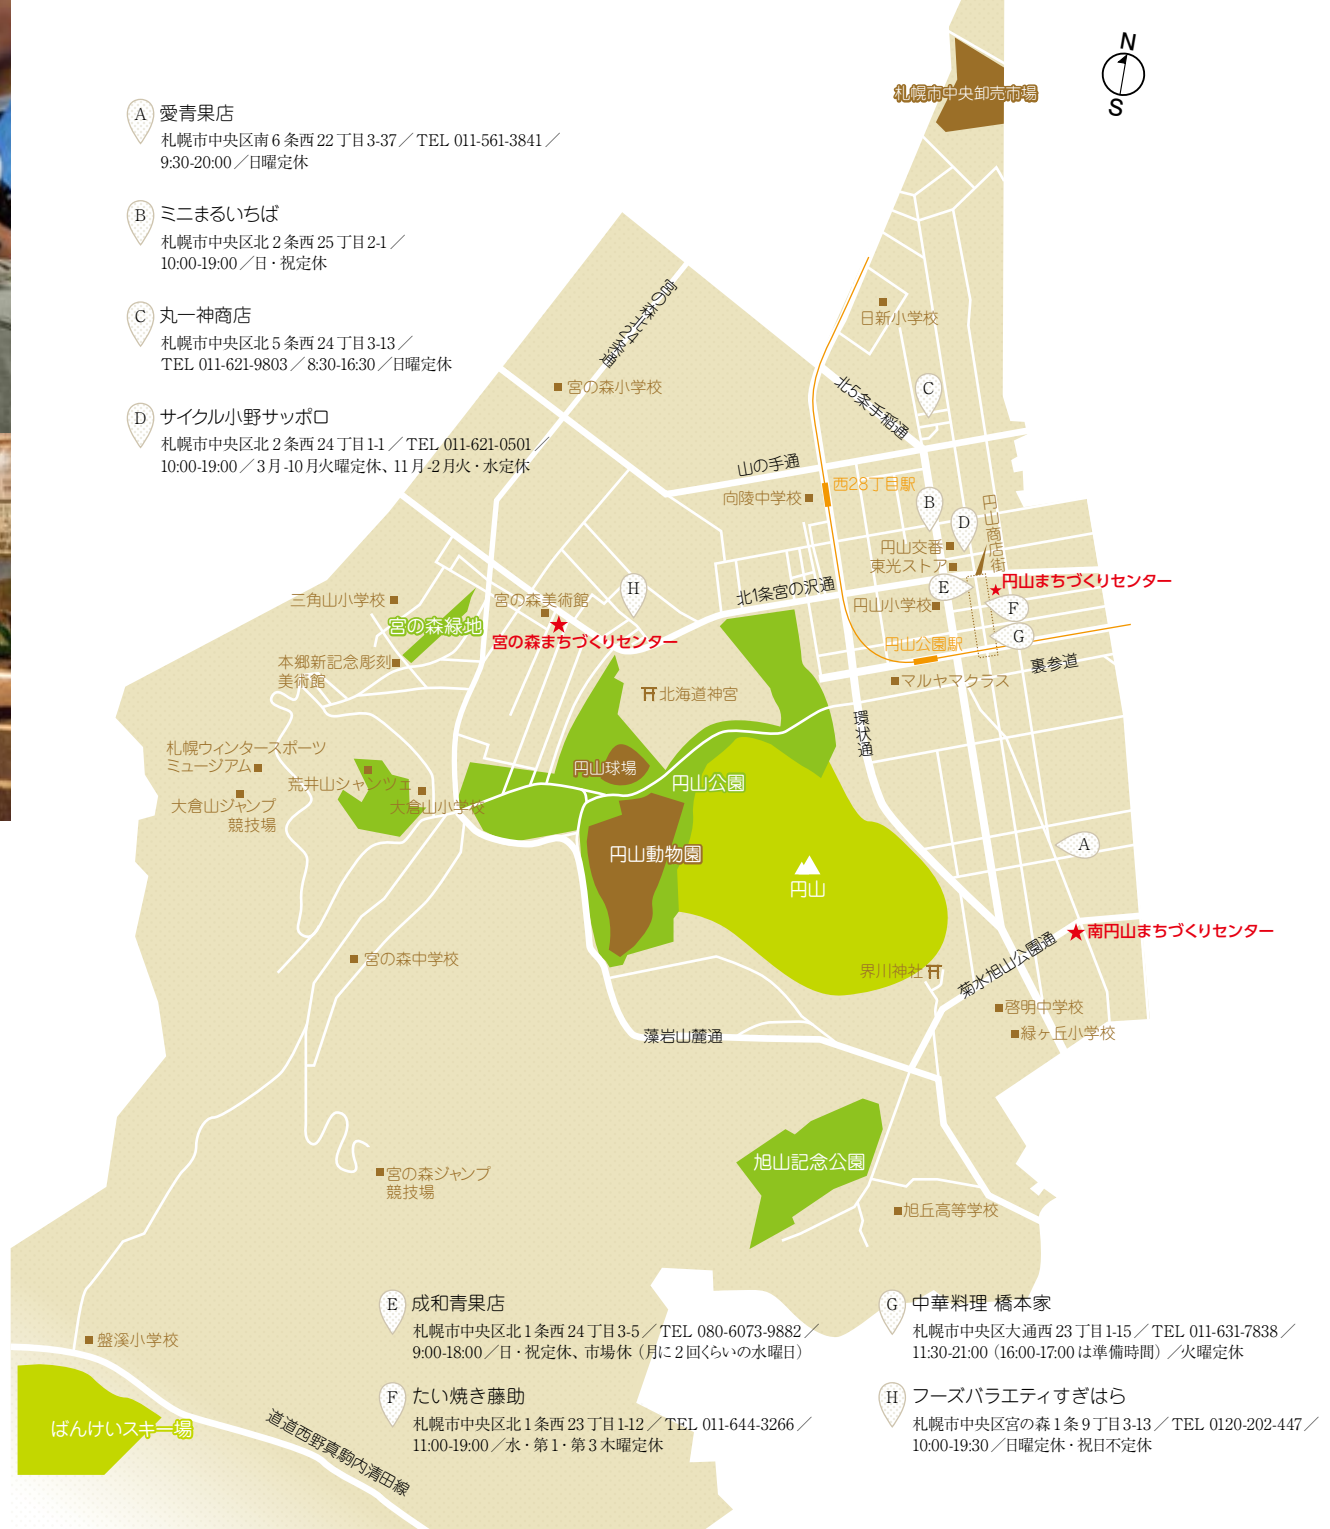 N
S
札幌市中央卸売市場
A 愛青果店
札幌市中央区南6条西22丁目3-37／TEL 011-561-3841／
9:30-20:00／日曜定休
B ミニまるいちば
札幌市中央区北2条西25丁目2-1／
10:00-19:00／日・祝定休
C 丸一神商店
札幌市中央区北5条西24丁目3-13／
TEL 011-621-9803／8:30-16:30／日曜定休
D サイクル小野サッポロ
札幌市中央区北2条西24丁目1-1／TEL 011-621-0501／
10:00-19:00／3月-10月火曜定休、11月-2月火・水定休
宮の森北24条通
日新小学校
宮の森小学校
北5条手稲通
C
山の手通
西28丁目駅
向陵中学校
B
D
円山商店街
円山交番
東光ストア
円山まちづくりセンター
E
H
北1条宮の沢通
三角山小学校
宮の森美術館
円山小学校
F
宮の森緑地
宮の森まちづくりセンター
G
円山公園駅
本郷新記念彫刻
美術館
裏参道
マルヤマクラス
北海道神宮
環状通
札幌ウィンタースポーツ
ミュージアム
円山球場
円山公園
荒井山シャンツェ
大倉山ジャンプ
競技場
大倉山小学校
A
円山動物園
円山
南円山まちづくりセンター
宮の森中学校
界川神社
菊水旭山公園通
啓明中学校
緑ヶ丘小学校
藻岩山麓通
旭山記念公園
宮の森ジャンプ
競技場
旭丘高等学校
盤渓小学校
ばんけいスキー場
道道西野真駒内清田線
E 成和青果店
札幌市中央区北1条西24丁目3-5／TEL 080-6073-9882／
9:00-18:00／日・祝定休、市場休（月に2回くらいの水曜日）
F たい焼き藤助
札幌市中央区北1条西23丁目1-12／TEL 011-644-3266／
11:00-19:00／水・第1・第3木曜定休
G 中華料理 橋本家
札幌市中央区大通西23丁目1-15／TEL 011-631-7838／
11:30-21:00（16:00-17:00は準備時間）／火曜定休
H フーズバラエティすぎはら
札幌市中央区宮の森1条9丁目3-13／TEL 0120-202-447／
10:00-19:30／日曜定休・祝日不定休